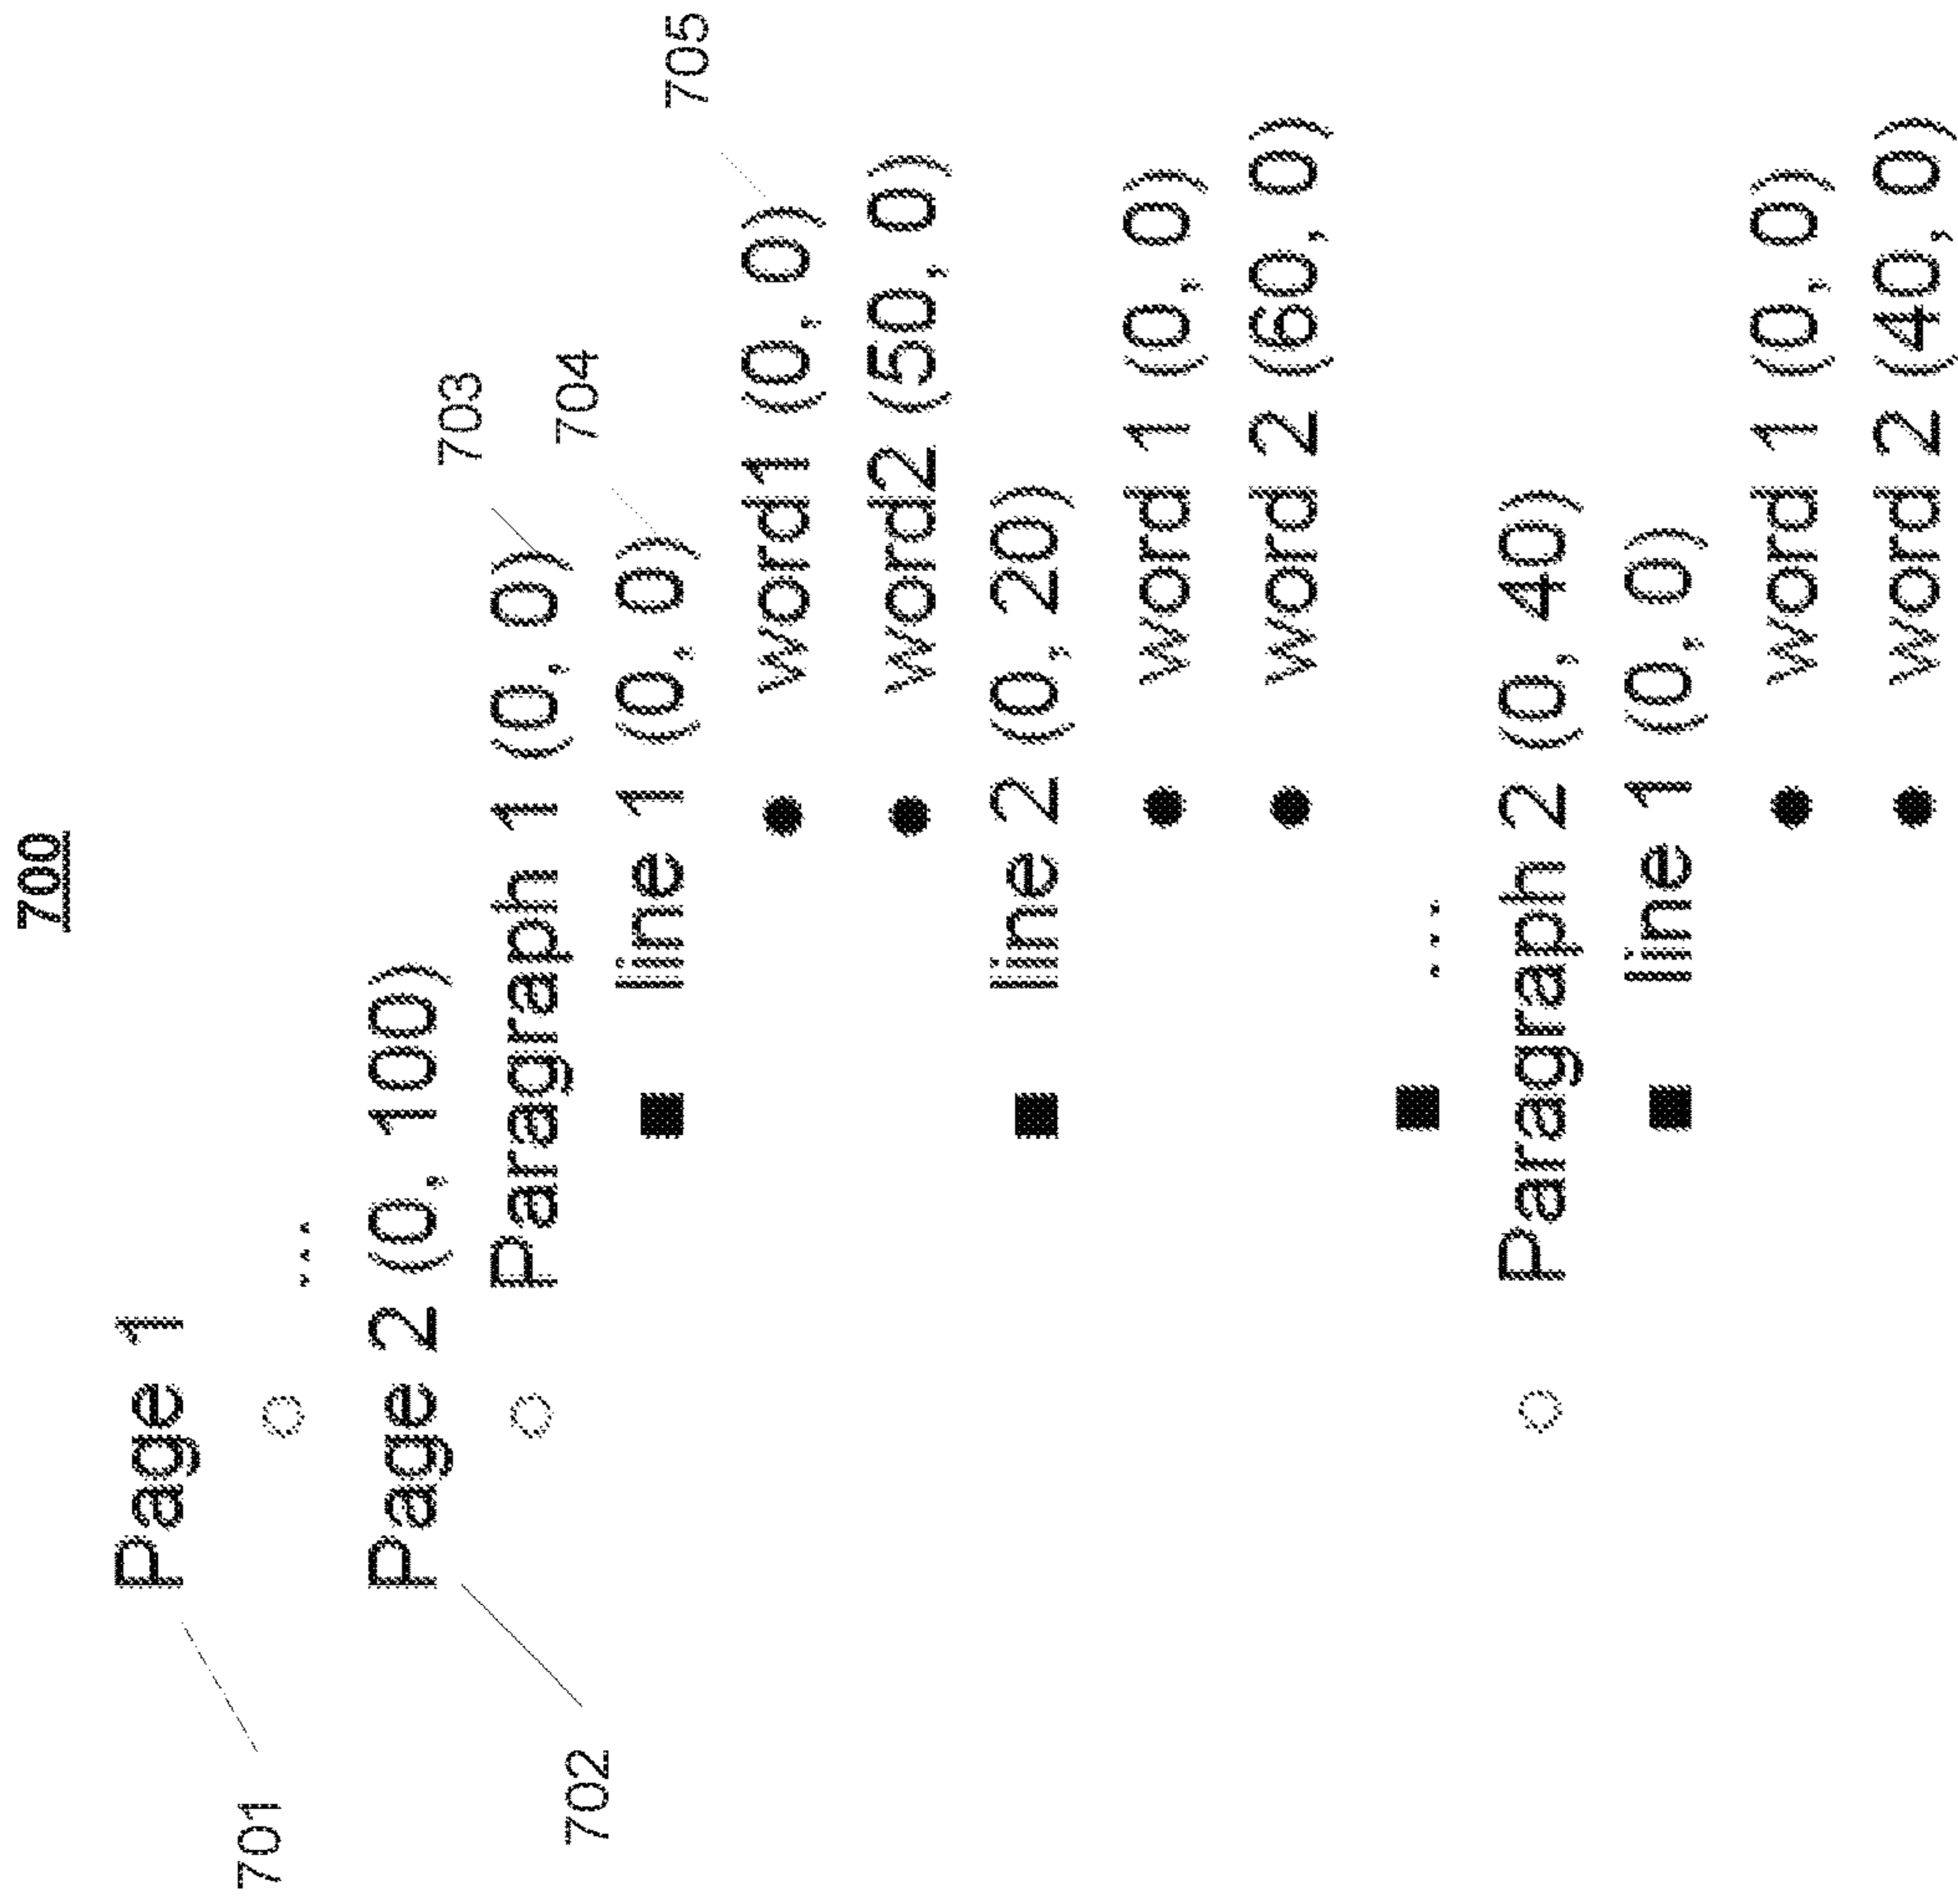 700
701
Page 1
...
702
Page 2 (0, 100)
703
Paragraph 1 (0, 0)
704
line 1 (0, 0)
705
word1 (0, 0)
word2 (50, 0)
line 2 (0, 20)
word 1 (0, 0)
word 2 (60, 0)
...
Paragraph 2 (0, 40)
line 1 (0, 0)
word 1 (0, 0)
word 2 (40, 0)